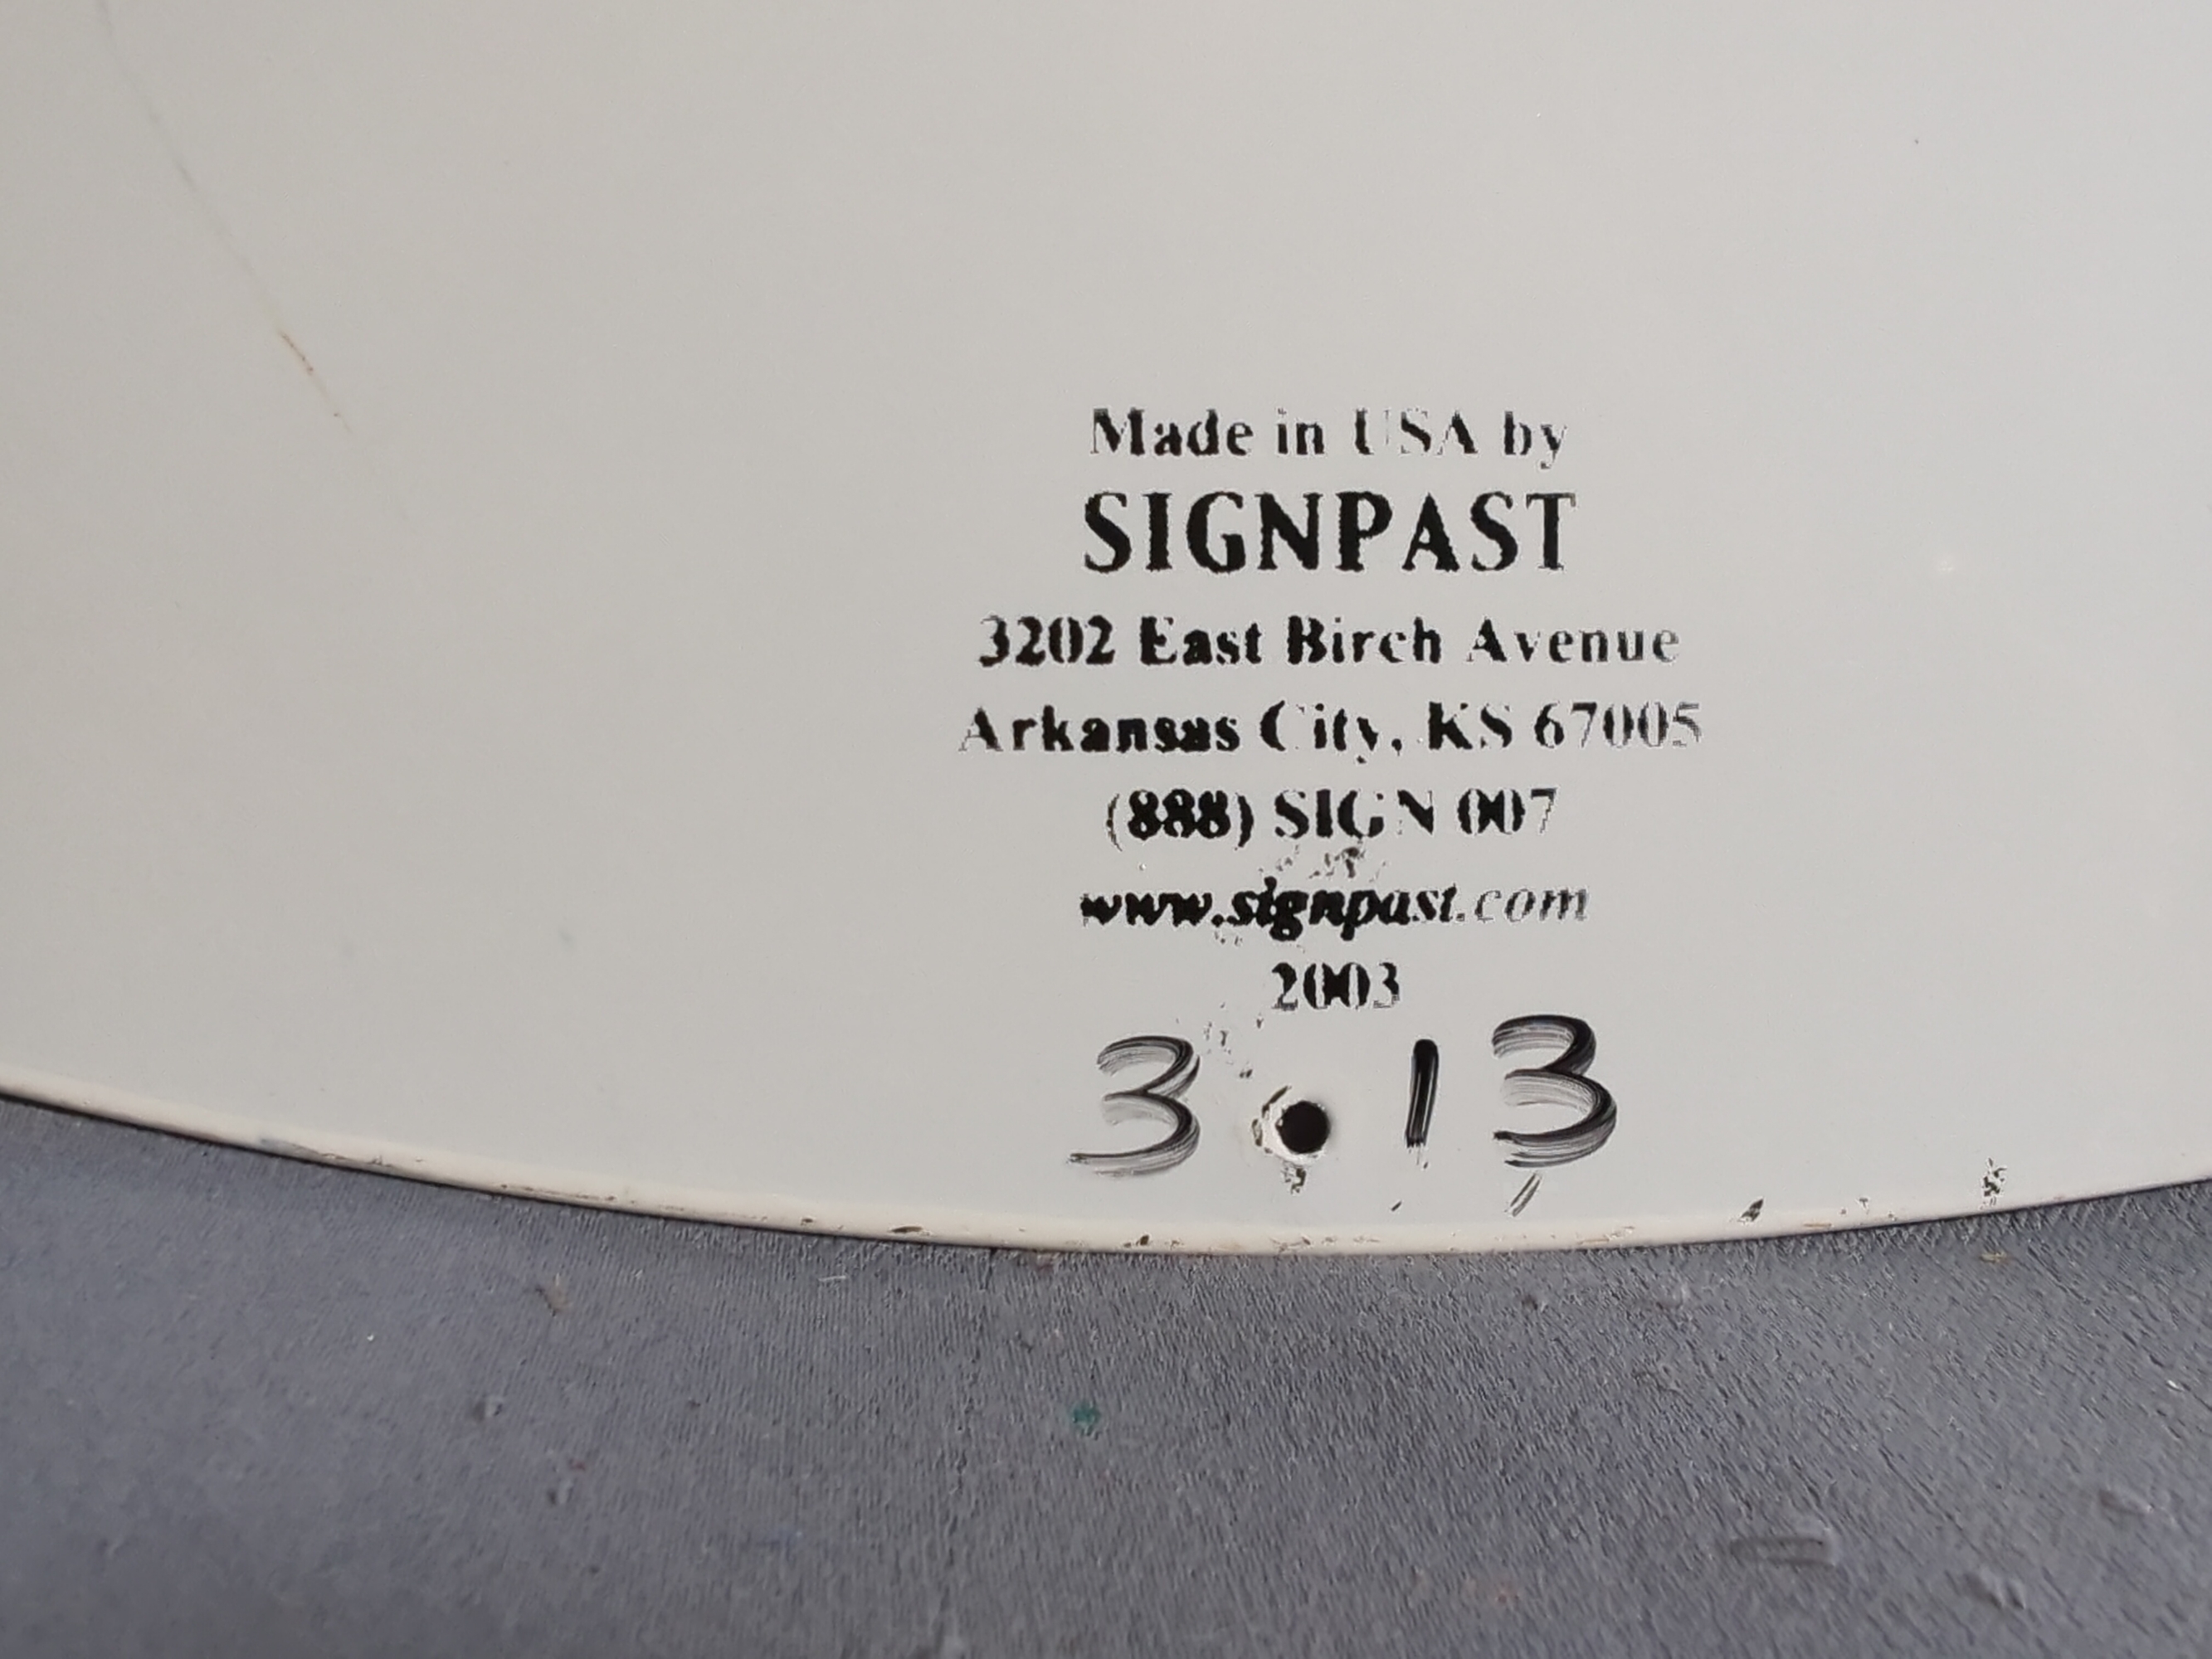 Made in USA by
SIGNPAST
3202 East Birch Avenue
Arkansas City, KS 67005
(888) SIGN 007
www.signpast.com
2003
3 13